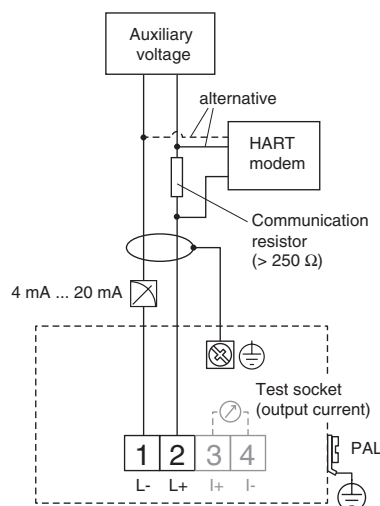 Auxiliary
voltage
alternative
HART
modem
Communication
resistor
(> 250 Ω)
4 mA ... 20 mA
Test socket
(output current)
1 2 3 4
PAL
L- L+ I+ I-